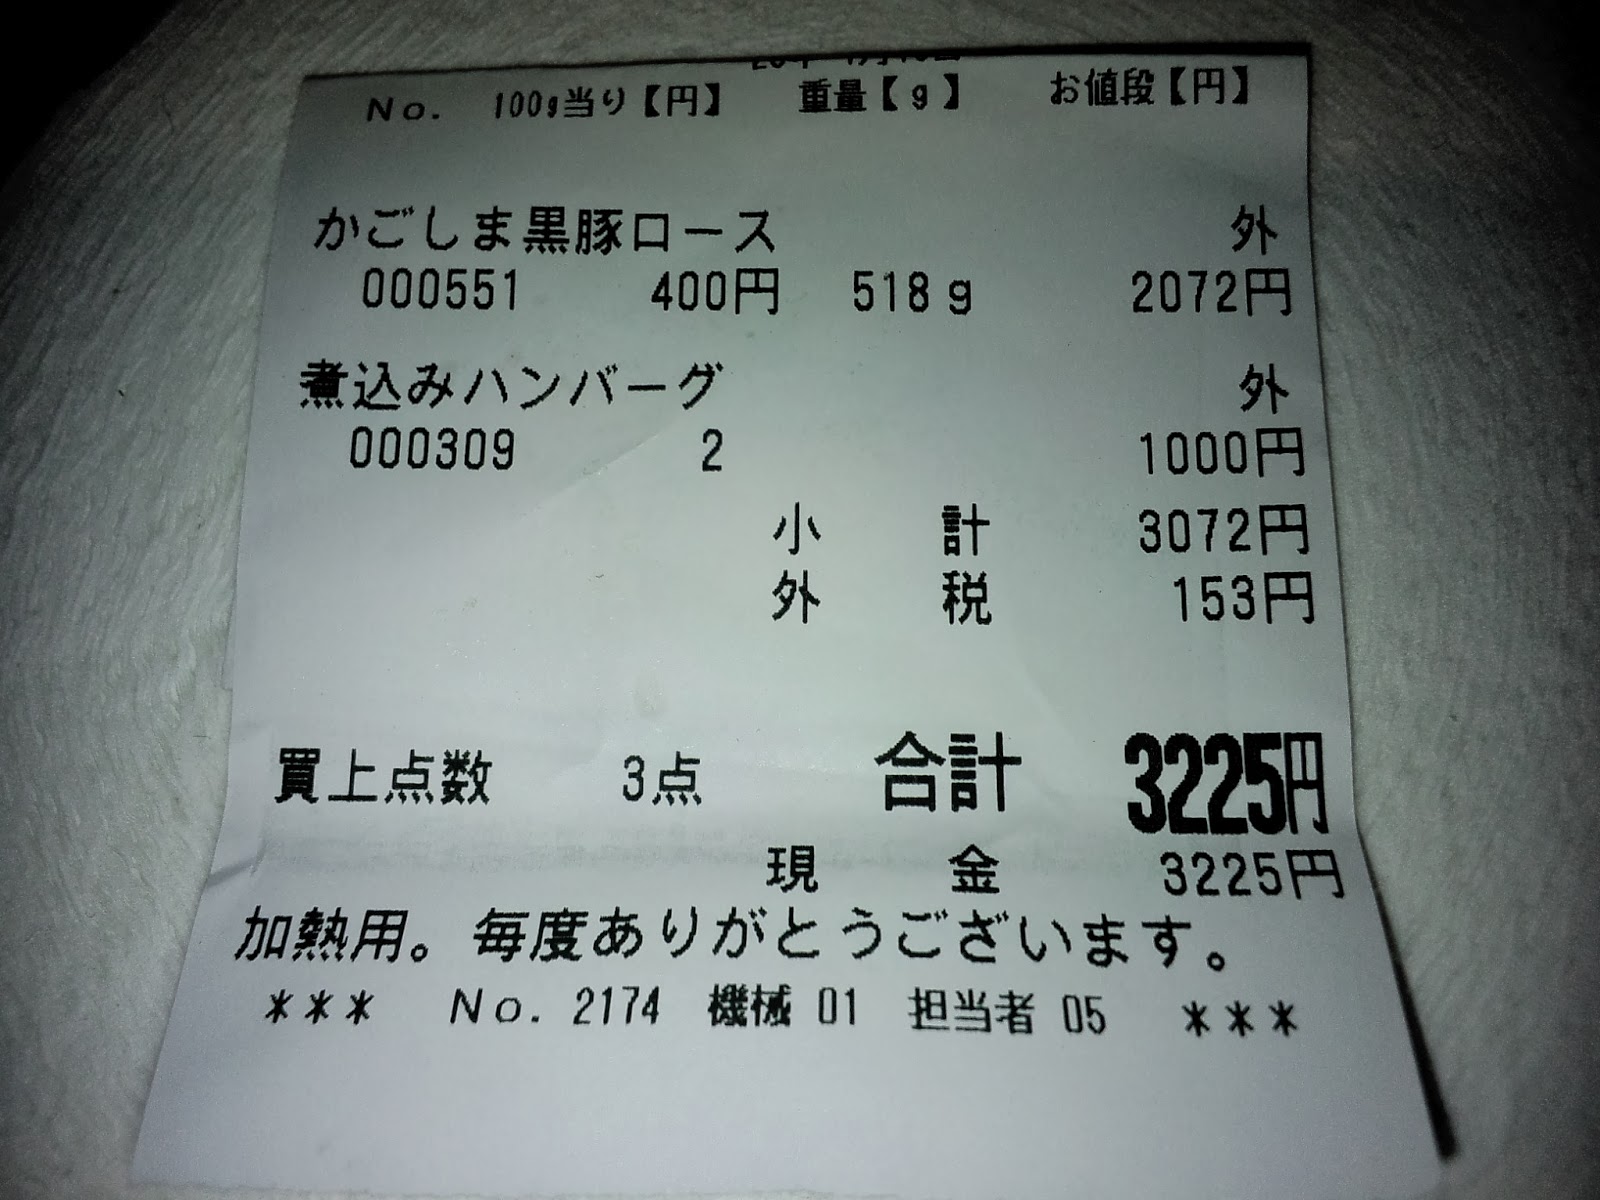 No. 100g当り【円】 重量【g】 お値段【円】
かごしま黒豚ロース 外
000551 400円 518g 2072円
煮込みハンバーグ 外
000309 2 1000円
小計 3072円
外税 153円
買上点数 3点 合計 3225円
現金 3225円
加熱用。毎度ありがとうございます。
*** No. 2174 機械 01 担当者 05 ***